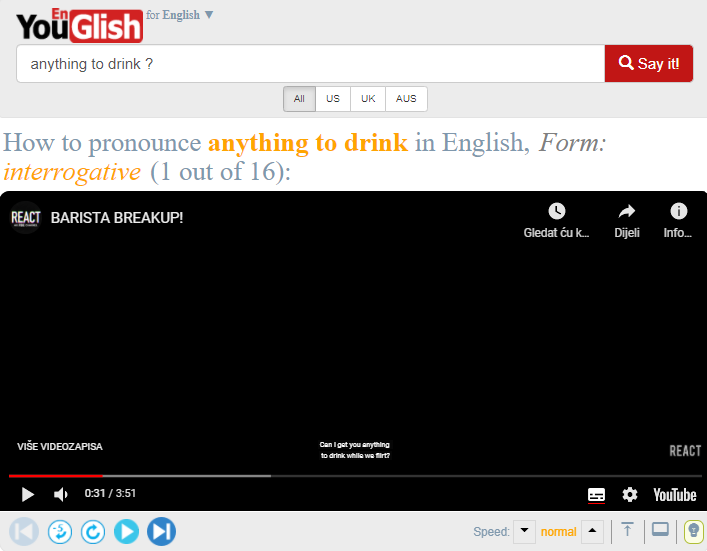 En
YouGlish for English ▼
anything to drink ?
Say it!
All US UK AUS
How to pronounce anything to drink in English, Form:
interrogative (1 out of 16):
REACT BARISTA BREAKUP!
Gledat ću k... Dijeli Info...
VIŠE VIDEOZAPISA
Can I get you anything
to drink while we flirt?
REACT
0:31 / 3:51
YouTube
-5
Speed: normal